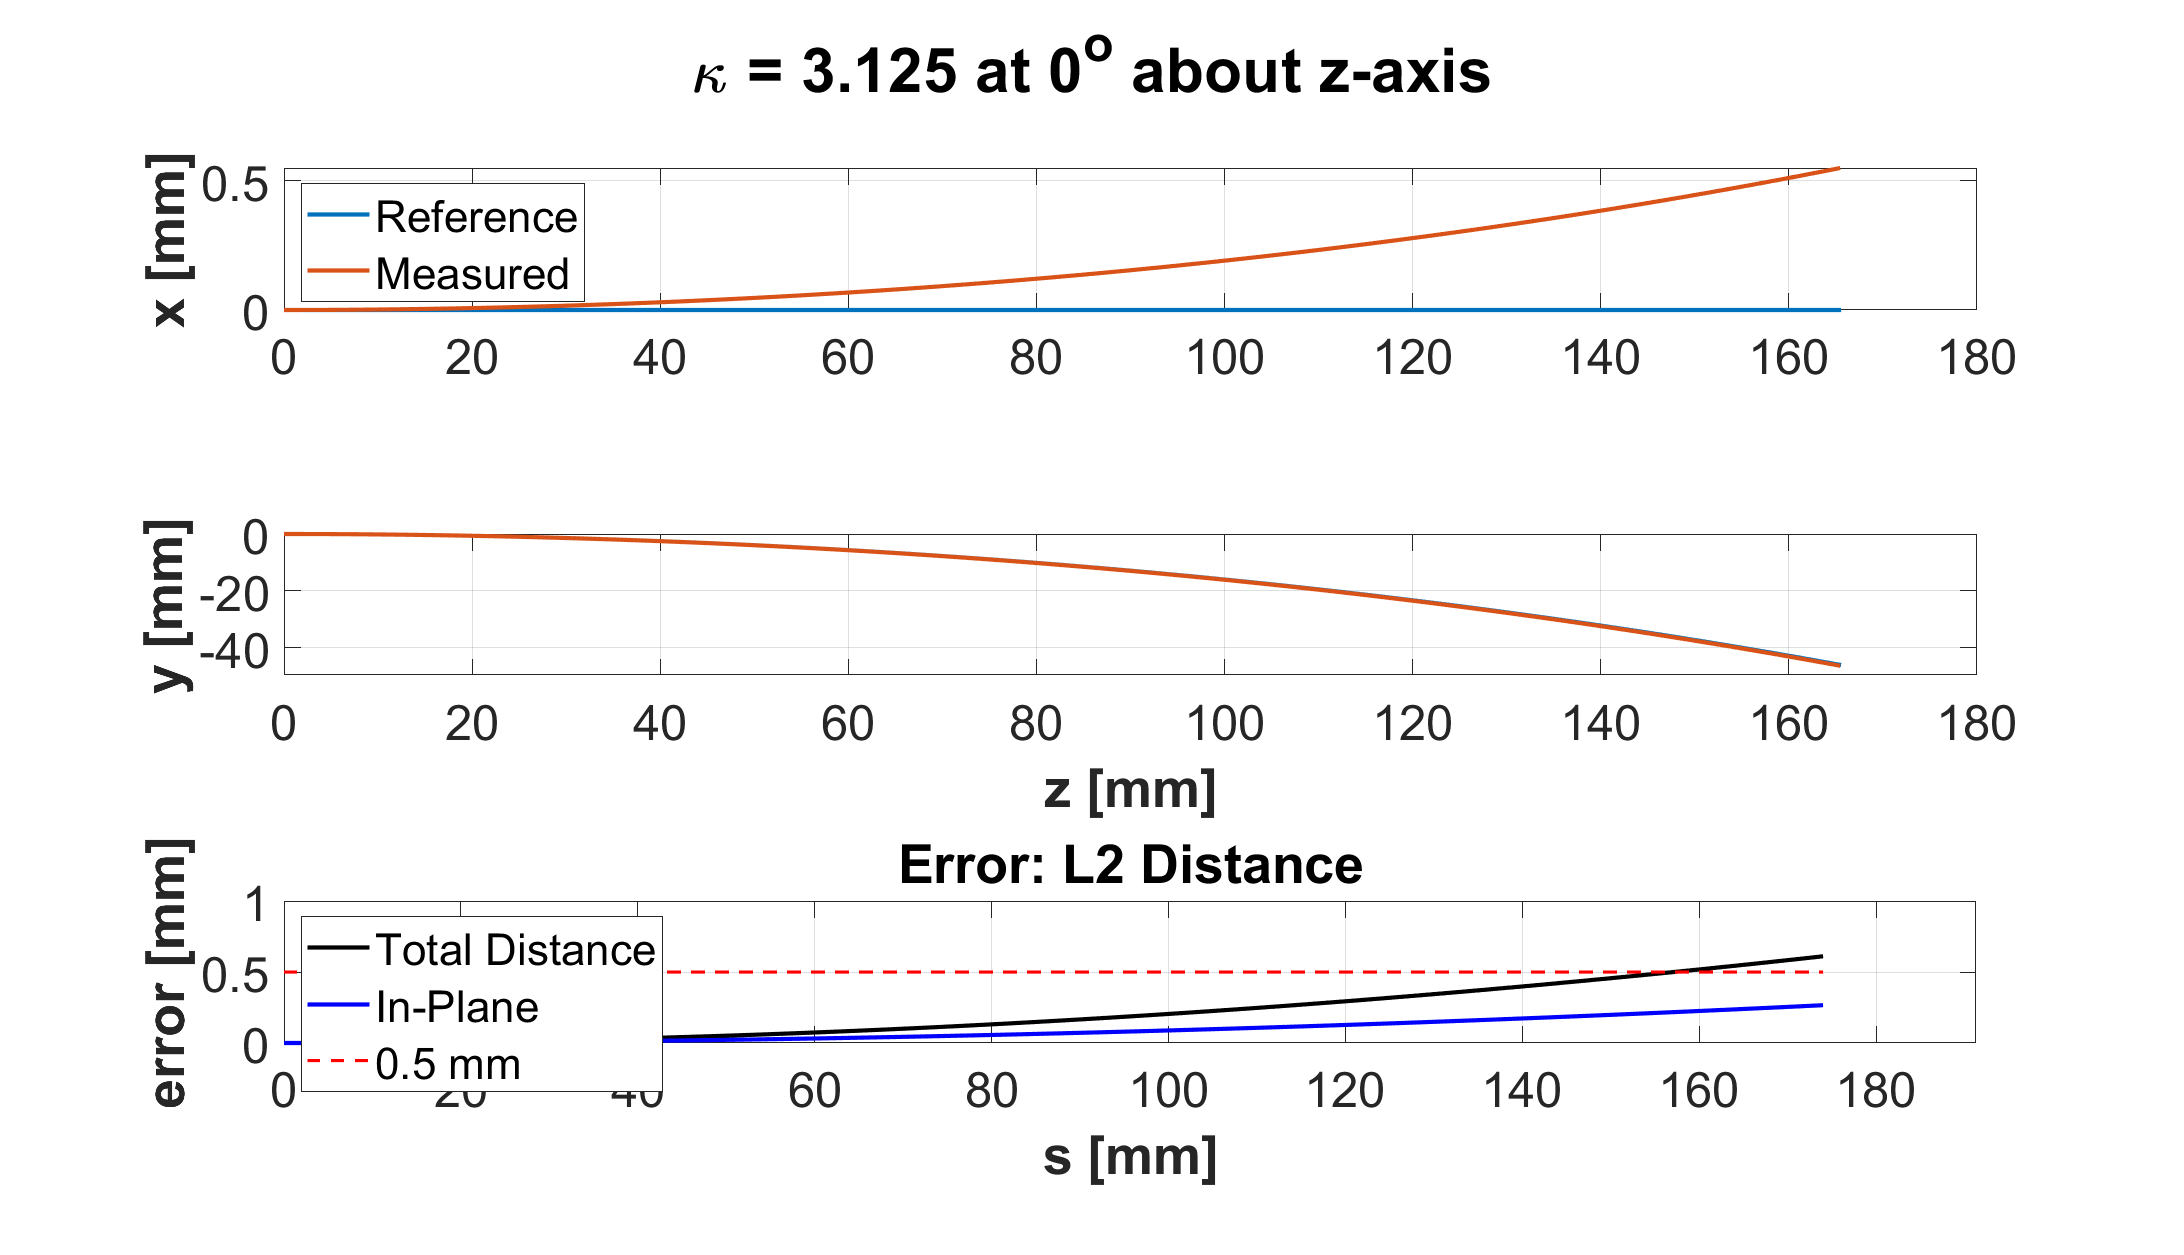 κ = 3.125 at 0° about z-axis
x [mm]
0.5
0
Reference
Measured
0 20 40 60 80 100 120 140 160 180
y [mm]
0
-20
-40
0 20 40 60 80 100 120 140 160 180
z [mm]
Error: L2 Distance
error [mm]
1
0.5
0
Total Distance
In-Plane
0.5 mm
0 20 40 60 80 100 120 140 160 180
s [mm]